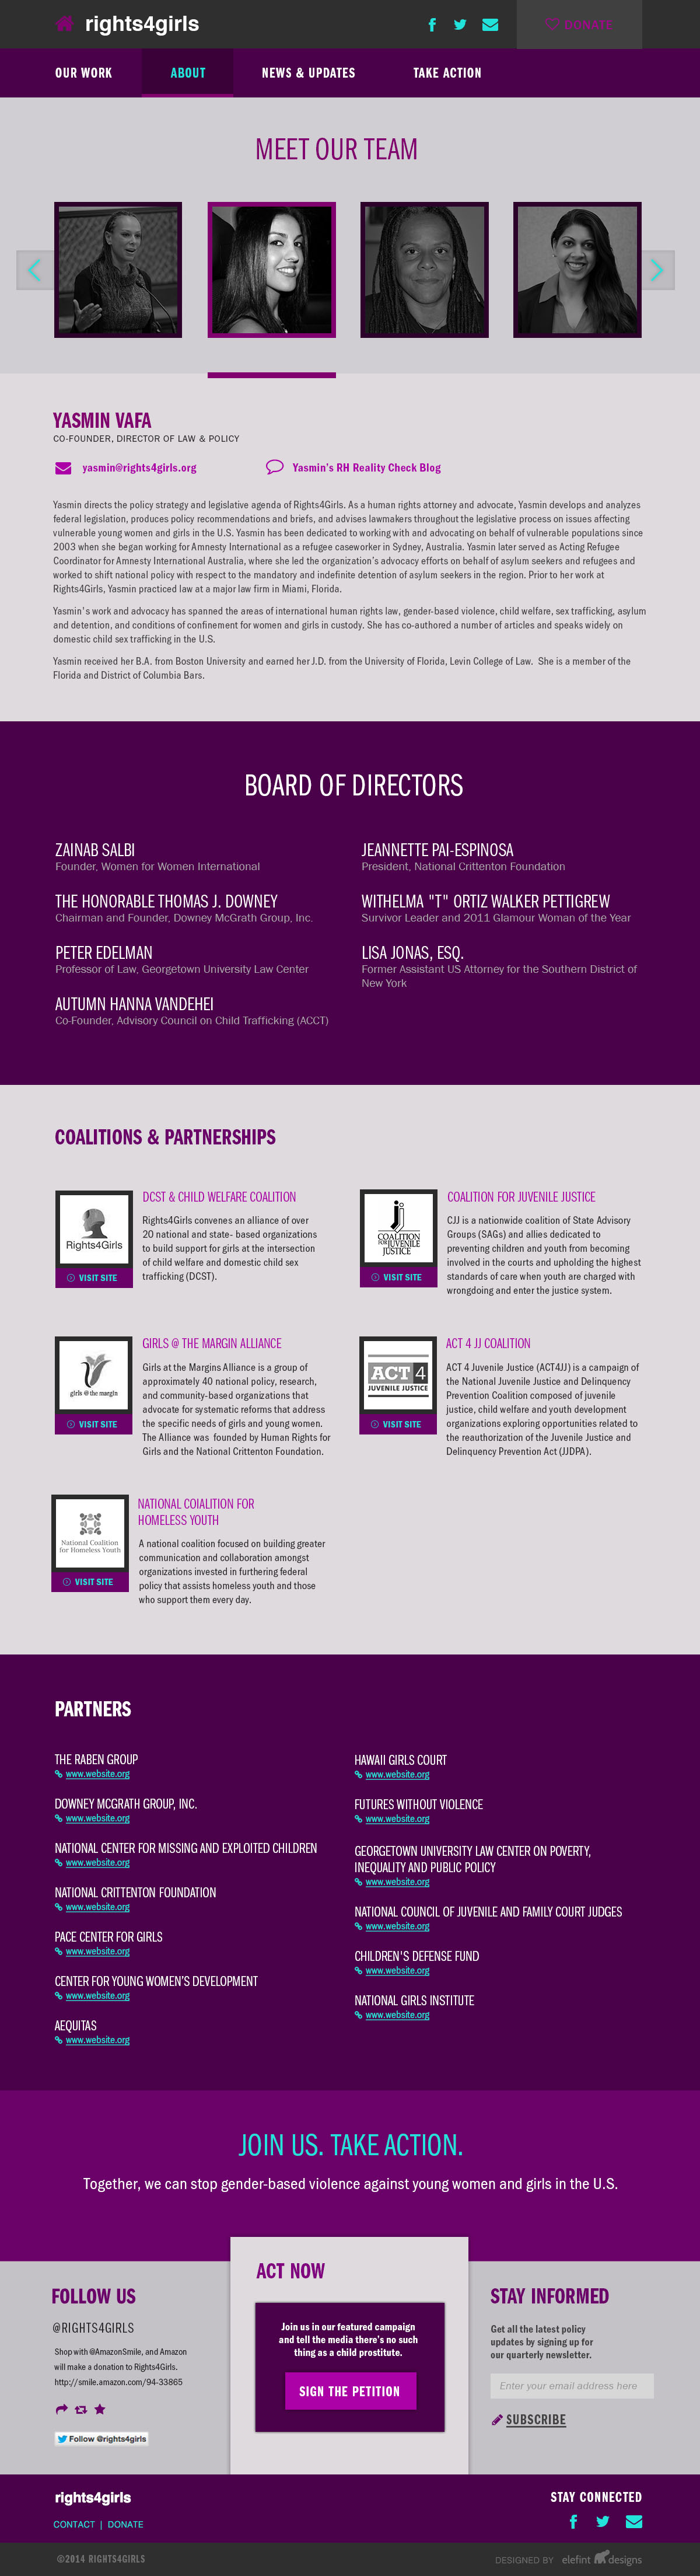 rights4girls
DONATE
OUR WORK
ABOUT
NEWS & UPDATES
TAKE ACTION
MEET OUR TEAM
YASMIN VAFA
CO-FOUNDER, DIRECTOR OF LAW & POLICY
yasmin@rights4girls.org
Yasmin's RH Reality Check Blog
Yasmin directs the policy strategy and legislative agenda of Rights4Girls. As a human rights attorney and advocate, Yasmin develops and analyzes
federal legislation, produces policy recommendations and briefs, and advises lawmakers throughout the legislative process on issues affecting
vulnerable young women and girls in the U.S. Yasmin has been dedicated to working with and advocating on behalf of vulnerable populations since
2003 when she began working for Amnesty International as a refugee caseworker in Sydney, Australia. Yasmin later served as Acting Refugee
Coordinator for Amnesty International Australia, where she led the organization's advocacy efforts on behalf of asylum seekers and refugees and
worked to shift national policy with respect to the mandatory and indefinite detention of asylum seekers in the region. Prior to her work at
Rights4Girls, Yasmin practiced law at a major law firm in Miami, Florida.
Yasmin's work and advocacy has spanned the areas of international human rights law, gender-based violence, child welfare, sex trafficking, asylum
and detention, and conditions of confinement for women and girls in custody. She has co-authored a number of articles and speaks widely on
domestic child sex trafficking in the U.S.
Yasmin received her B.A. from Boston University and earned her J.D. from the University of Florida, Levin College of Law. She is a member of the
Florida and District of Columbia Bars.
BOARD OF DIRECTORS
ZAINAB SALBI
Founder, Women for Women International
THE HONORABLE THOMAS J. DOWNEY
Chairman and Founder, Downey McGrath Group, Inc.
PETER EDELMAN
Professor of Law, Georgetown University Law Center
AUTUMN HANNA VANDEHEI
Co-Founder, Advisory Council on Child Trafficking (ACCT)
JEANNETTE PAI-ESPINOSA
President, National Crittenton Foundation
WITHELMA "T" ORTIZ WALKER PETTIGREW
Survivor Leader and 2011 Glamour Woman of the Year
LISA JONAS, ESQ.
Former Assistant US Attorney for the Southern District of
New York
COALITIONS & PARTNERSHIPS
Rights4Girls
VISIT SITE
DCST & CHILD WELFARE COALITION
Rights4Girls convenes an alliance of over
20 national and state- based organizations
to build support for girls at the intersection
of child welfare and domestic child sex
trafficking (DCST).
COALITION
FOR JUVENILE
JUSTICE
VISIT SITE
COALITION FOR JUVENILE JUSTICE
CJJ is a nationwide coalition of State Advisory
Groups (SAGs) and allies dedicated to
preventing children and youth from becoming
involved in the courts and upholding the highest
standards of care when youth are charged with
wrongdoing and enter the justice system.
girls @ the margin
VISIT SITE
GIRLS @ THE MARGIN ALLIANCE
Girls at the Margins Alliance is a group of
approximately 40 national policy, research,
and community-based organizations that
advocate for systematic reforms that address
the specific needs of girls and young women.
The Alliance was founded by Human Rights for
Girls and the National Crittenton Foundation.
ACT 4
JUVENILE JUSTICE
VISIT SITE
ACT 4 JJ COALITION
ACT 4 Juvenile Justice (ACT4JJ) is a campaign of
the National Juvenile Justice and Delinquency
Prevention Coalition composed of juvenile
justice, child welfare and youth development
organizations exploring opportunities related to
the reauthorization of the Juvenile Justice and
Delinquency Prevention Act (JJDPA).
National Coalition
for Homeless Youth
VISIT SITE
NATIONAL COIALITION FOR
HOMELESS YOUTH
A national coalition focused on building greater
communication and collaboration amongst
organizations invested in furthering federal
policy that assists homeless youth and those
who support them every day.
PARTNERS
THE RABEN GROUP
www.website.org
DOWNEY MCGRATH GROUP, INC.
www.website.org
NATIONAL CENTER FOR MISSING AND EXPLOITED CHILDREN
www.website.org
NATIONAL CRITTENTON FOUNDATION
www.website.org
PACE CENTER FOR GIRLS
www.website.org
CENTER FOR YOUNG WOMEN'S DEVELOPMENT
www.website.org
AEQUITAS
www.website.org
HAWAII GIRLS COURT
www.website.org
FUTURES WITHOUT VIOLENCE
www.website.org
GEORGETOWN UNIVERSITY LAW CENTER ON POVERTY,
INEQUALITY AND PUBLIC POLICY
www.website.org
NATIONAL COUNCIL OF JUVENILE AND FAMILY COURT JUDGES
www.website.org
CHILDREN'S DEFENSE FUND
www.website.org
NATIONAL GIRLS INSTITUTE
www.website.org
JOIN US. TAKE ACTION.
Together, we can stop gender-based violence against young women and girls in the U.S.
FOLLOW US
@RIGHTS4GIRLS
Shop with @AmazonSmile, and Amazon
will make a donation to Rights4Girls.
http://smile.amazon.com/94-33865
Follow @rights4girls
ACT NOW
Join us in our featured campaign
and tell the media there's no such
thing as a child prostitute.
SIGN THE PETITION
STAY INFORMED
Get all the latest policy
updates by signing up for
our quarterly newsletter.
Enter your email address here
SUBSCRIBE
rights4girls
CONTACT | DONATE
STAY CONNECTED
©2014 RIGHTS4GIRLS
DESIGNED BY elefint designs